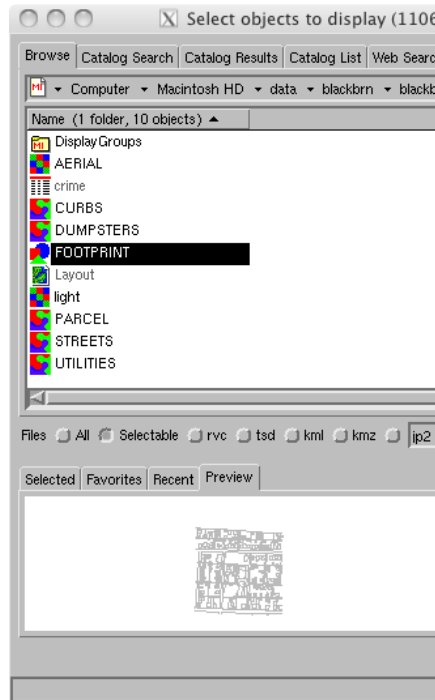 X Select objects to display (1106
Browse Catalog Search Catalog Results Catalog List Web Searc
MI Computer Macintosh HD data blackbrn blackb
Name (1 folder, 10 objects)
DisplayGroups
AERIAL
crime
CURBS
DUMPSTERS
FOOTPRINT
Layout
light
PARCEL
STREETS
UTILITIES
Files All Selectable rvc tsd kml kmz jp2
Selected Favorites Recent Preview